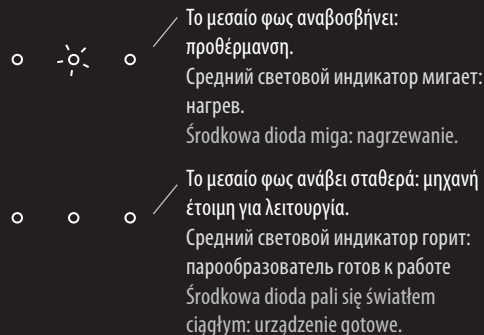 Το μεσαίο φως αναβοσβήνει:
προθέρμανση.
Средний световой индикатор мигает:
нагрев.
Środkowa dioda miga: nagrzewanie.
Το μεσαίο φως ανάβει σταθερά: μηχανή
έτοιμη για λειτουργία.
Средний световой индикатор горит:
парообразователь готов к работе
Środkowa dioda pali się światłem
ciągłym: urządzenie gotowe.